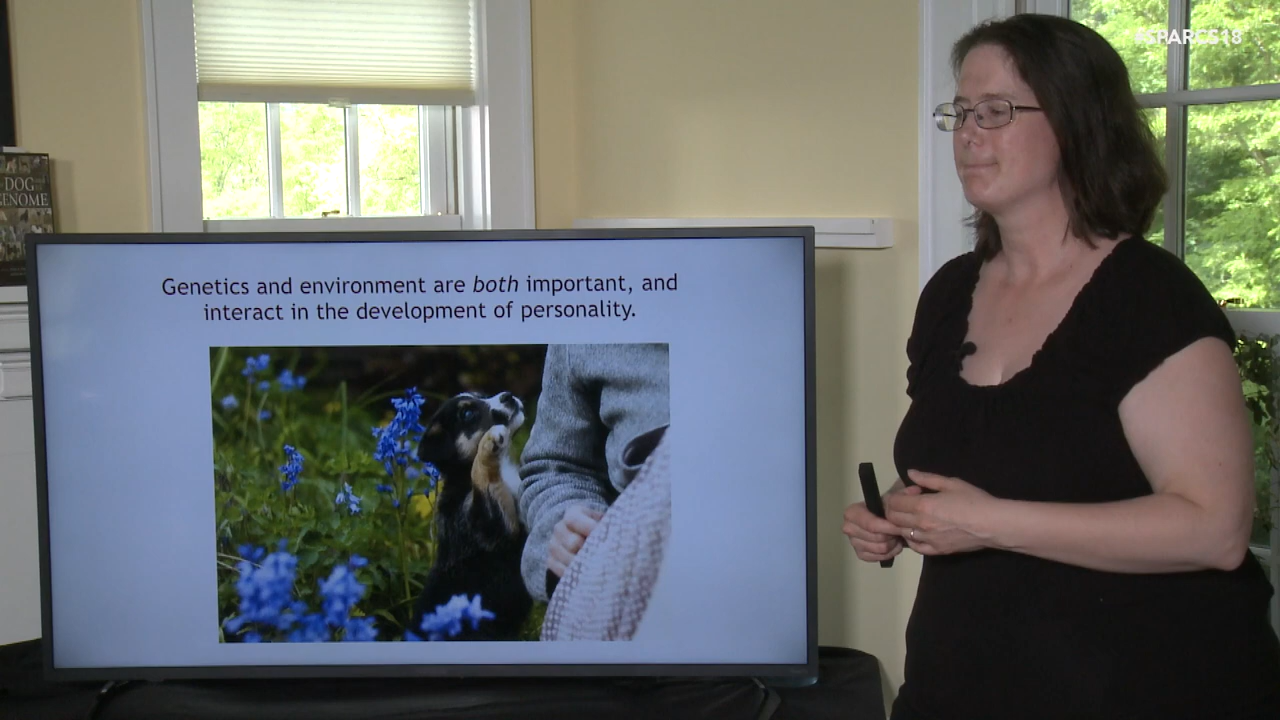 #SPARCS18
DOG
GENOME
Genetics and environment are both important, and
interact in the development of personality.